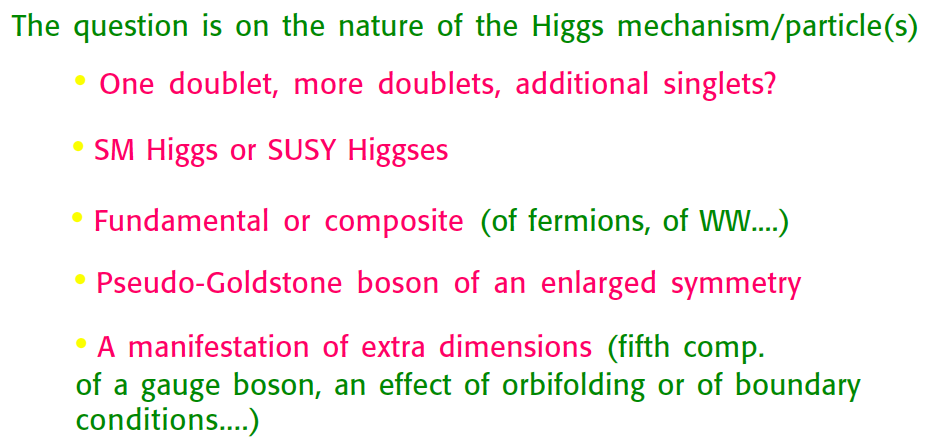 The question is on the nature of the Higgs mechanism/particle(s)
• One doublet, more doublets, additional singlets?
• SM Higgs or SUSY Higgses
• Fundamental or composite (of fermions, of WW....)
• Pseudo-Goldstone boson of an enlarged symmetry
• A manifestation of extra dimensions (fifth comp.
of a gauge boson, an effect of orbifolding or of boundary
conditions....)